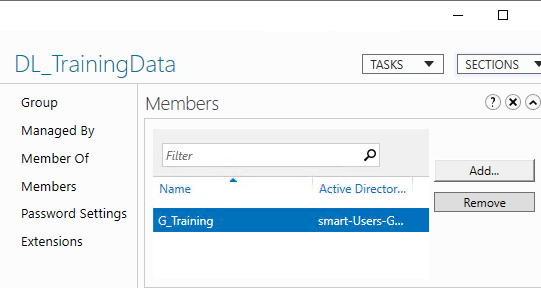 DL_TrainingData
TASKS
SECTIONS
Group
Managed By
Member Of
Members
Password Settings
Extensions
Members
Filter
Name Active Director...
G_Training smart-Users-G...
Add...
Remove